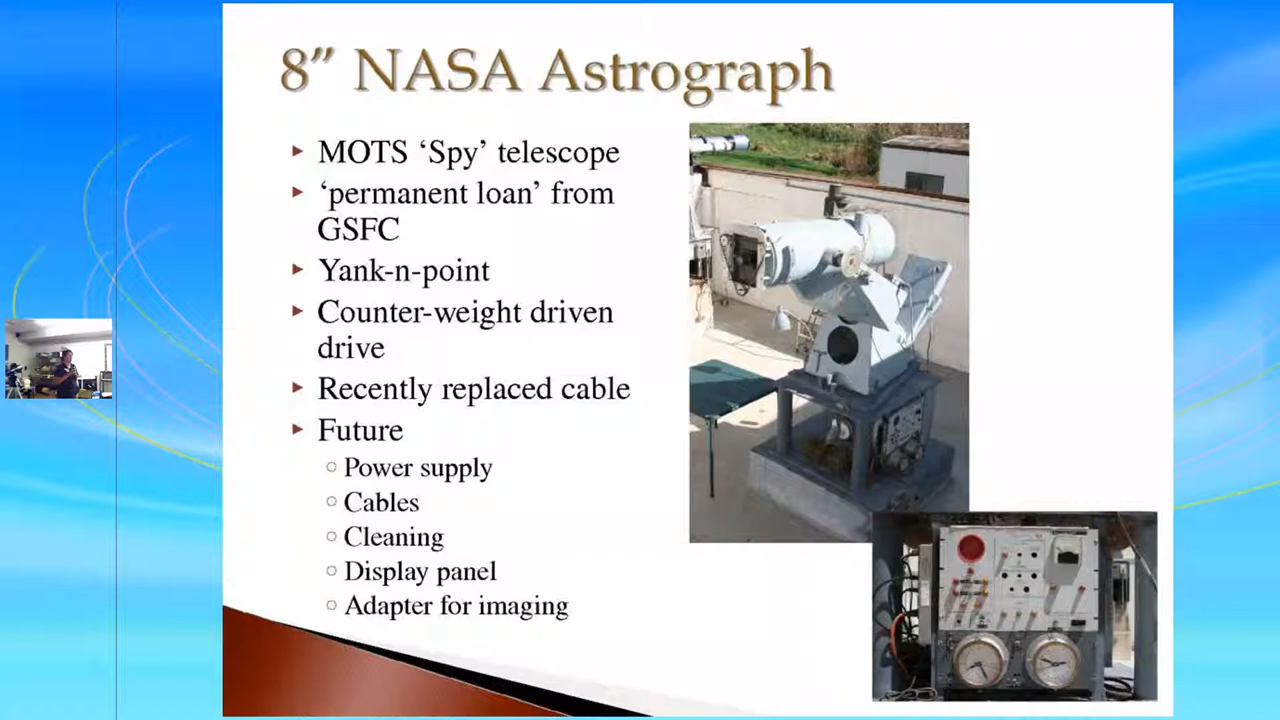 8” NASA Astrograph
MOTS ‘Spy’ telescope
‘permanent loan’ from
GSFC
Yank-n-point
Counter-weight driven
drive
Recently replaced cable
Future
Power supply
Cables
Cleaning
Display panel
Adapter for imaging